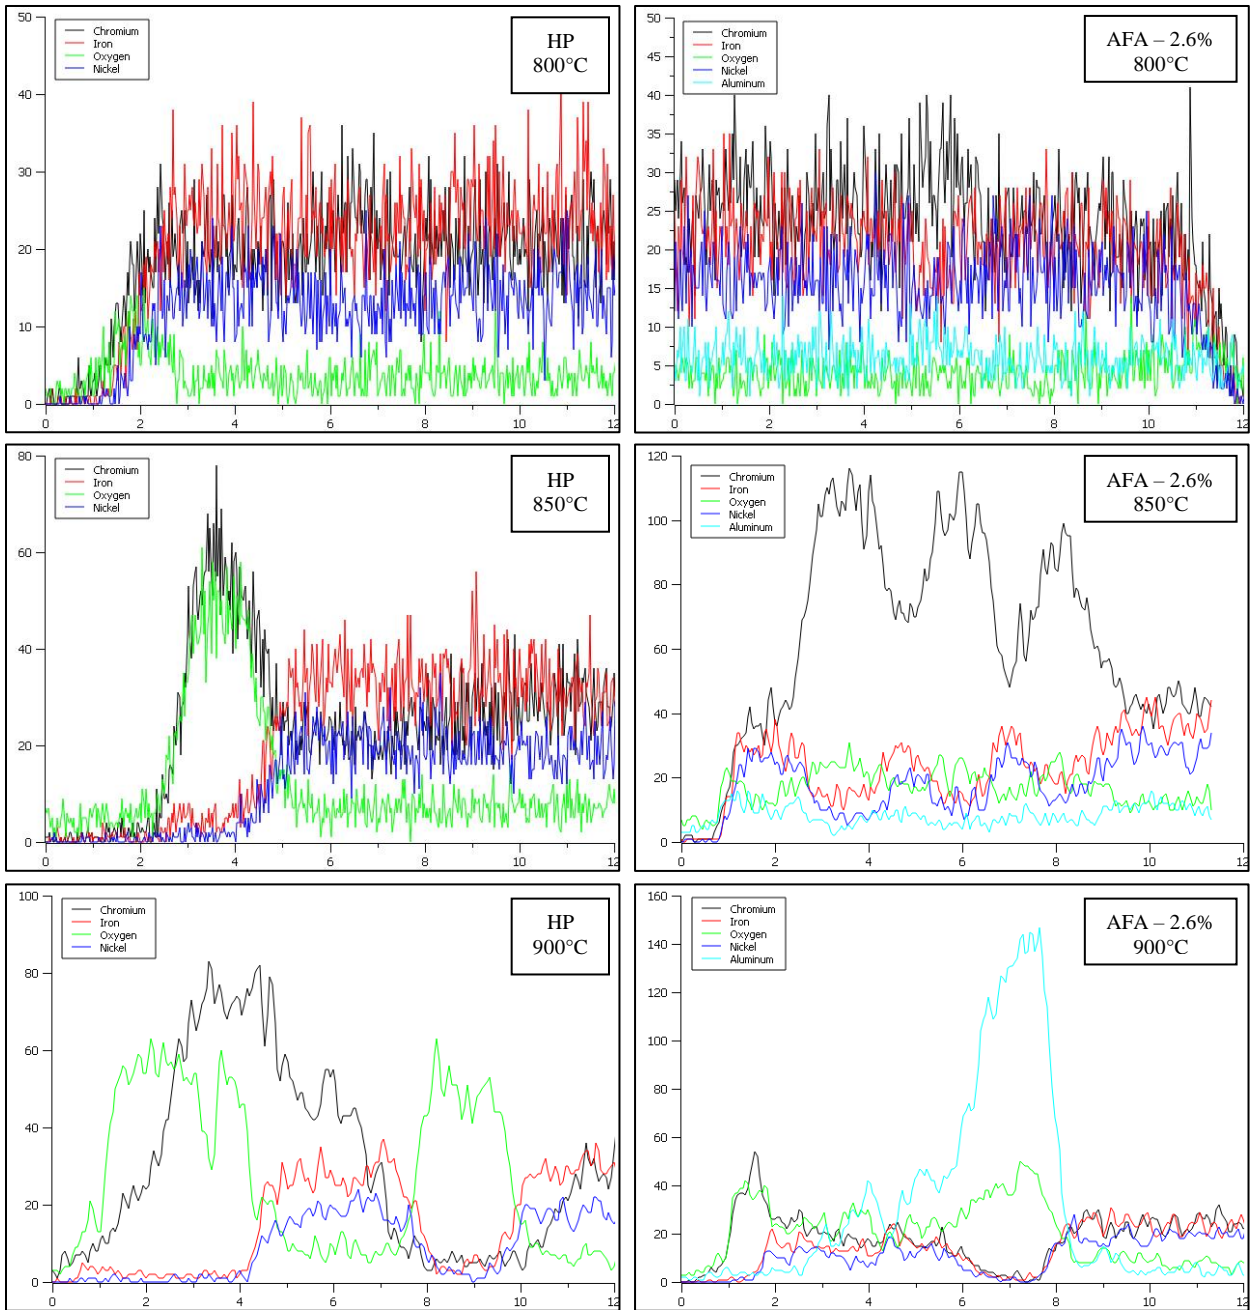 50
40
30
20
10
0
0
2
4
6
8
10
12
Chromium
Iron
Oxygen
Nickel
HP
800°C
50
45
40
35
30
25
20
15
10
5
0
0
2
4
6
8
10
12
Chromium
Iron
Oxygen
Nickel
Aluminum
AFA – 2.6%
800°C
80
60
40
20
0
0
2
4
6
8
10
12
Chromium
Iron
Oxygen
Nickel
HP
850°C
120
100
80
60
40
20
0
0
2
4
6
8
10
12
Chromium
Iron
Oxygen
Nickel
Aluminum
AFA – 2.6%
850°C
100
80
60
40
20
0
0
2
4
6
8
10
12
Chromium
Iron
Oxygen
Nickel
HP
900°C
160
140
120
100
80
60
40
20
0
0
2
4
6
8
10
12
Chromium
Iron
Oxygen
Nickel
Aluminum
AFA – 2.6%
900°C